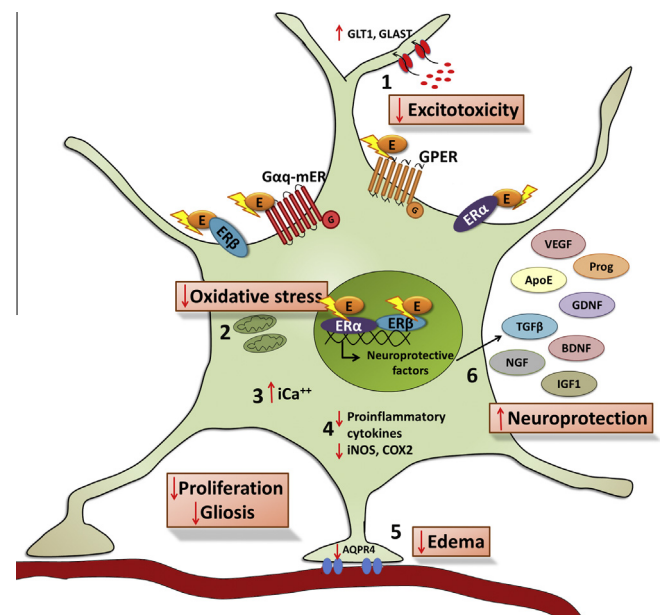 ↑ GLT1, GLAST
1
↓ Excitotoxicity
E
GPER
G
Gαq-mER
E
G
E
ERβ
E
ERα
VEGF
Prog
ApoE
GDNF
TGFβ
BDNF
NGF
IGF1
6
↑ Neuroprotection
↓ Oxidative stress
2
E
E
ERα
ERβ
Neuroprotective
factors
3 ↑ iCa++
4
↓ Proinflammatory
cytokines
↓ iNOS, COX2
↓ Proliferation
↓ Gliosis
5
↓ AQPR4
↓ Edema